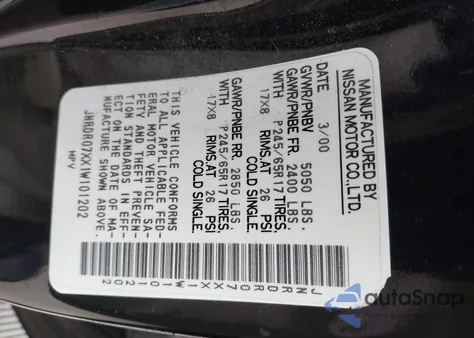 MANUFACTURED BY
NISSAN MOTOR CO.,LTD.
DATE 3/00
GVWR/PNBV 5050 LBS.
GAWR/PNBE FR. 2400 LBS.
WITH P245/65R17 TIRES.
17X8 RIMS,AT 26 PSI
COLD SINGLE.
GAWR/PNBE RR. 2850 LBS.
WITH P245/65R17 TIRES.
17X8 RIMS,AT 26 PSI
COLD SINGLE.
THIS VEHICLE CONFORMS
TO ALL APPLICABLE FED-
ERAL MOTOR VEHICLE SA-
FETY AND THEFT PREVEN-
TION STANDARDS IN EFF-
ECT ON THE DATE OF MA-
NUFACTURE SHOWN ABOVE.
JNRDR07XX1W101202
MPV
JNRDR07XX1W101202
autoSnap